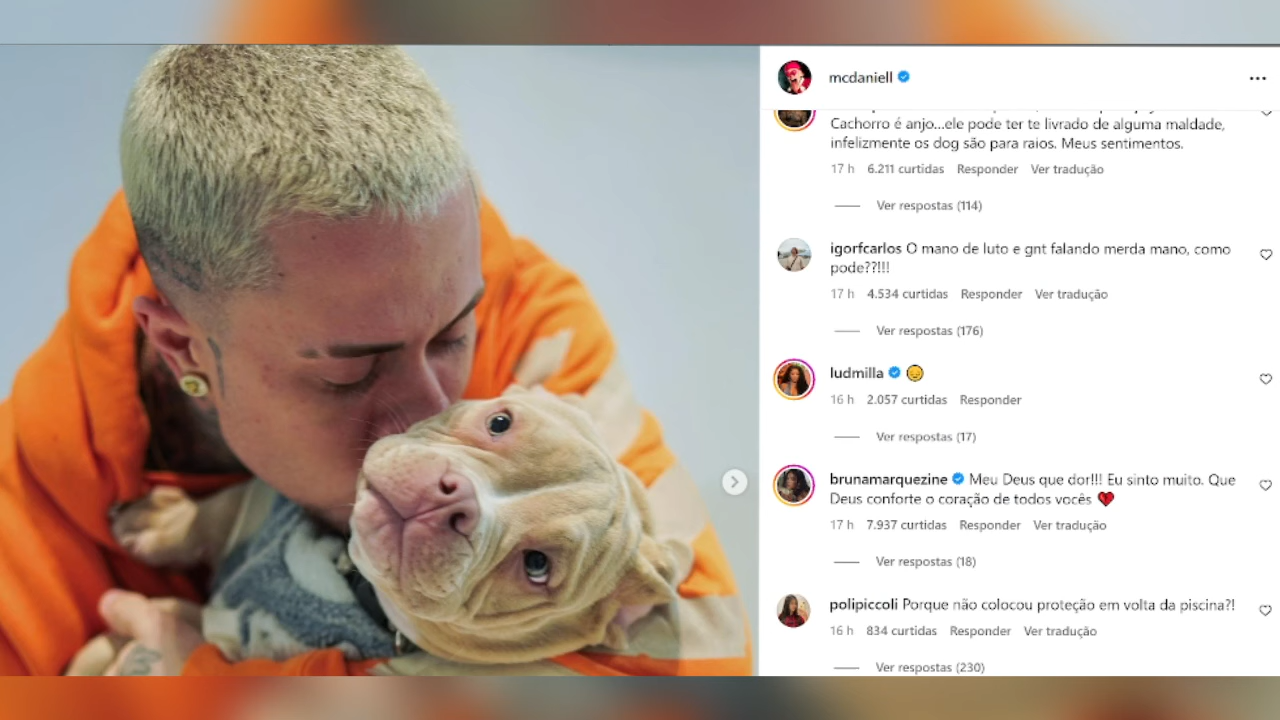 mcdaniell
Cachorro é anjo...ele pode ter te livrado de alguma maldade,
infelizmente os dog são para raios. Meus sentimentos.
17 h 6.211 curtidas Responder Ver tradução
Ver respostas (114)
igorfcarlos O mano de luto e gnt falando merda mano, como
pode??!!!
17 h 4.534 curtidas Responder Ver tradução
Ver respostas (176)
ludmilla
16 h 2.057 curtidas Responder
Ver respostas (17)
brunamarquezine Meu Deus que dor!!! Eu sinto muito. Que
Deus conforte o coração de todos vocês
17 h 7.937 curtidas Responder Ver tradução
Ver respostas (18)
polipiccoli Porque não colocou proteção em volta da piscina?!
16 h 834 curtidas Responder Ver tradução
Ver respostas (230)